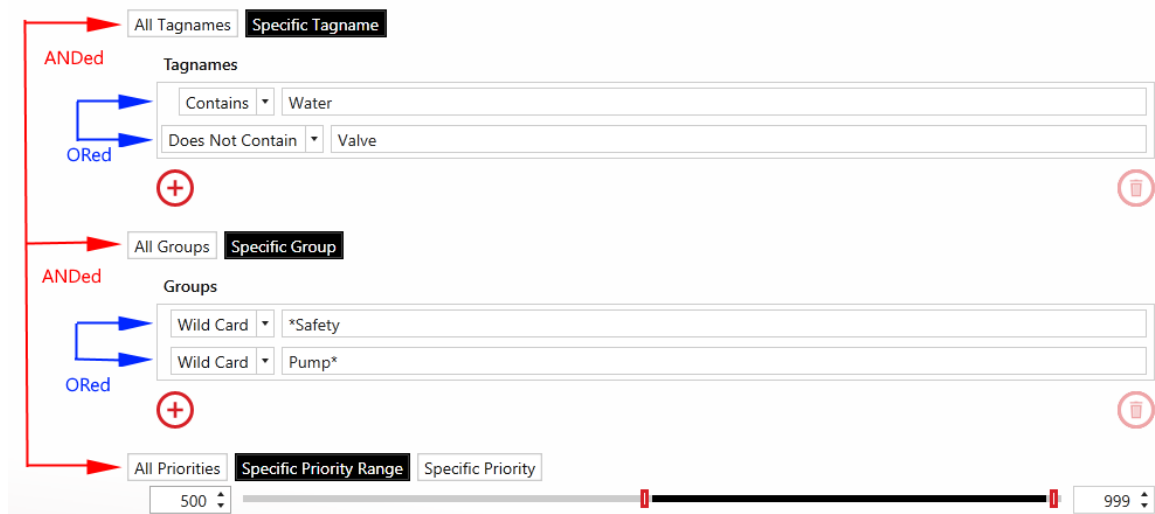 All Tagnames Specific Tagname
ANDed
Tagnames
Contains Water
Does Not Contain Valve
ORed
All Groups Specific Group
ANDed
Groups
Wild Card *Safety
Wild Card Pump*
ORed
All Priorities Specific Priority Range Specific Priority
500 999